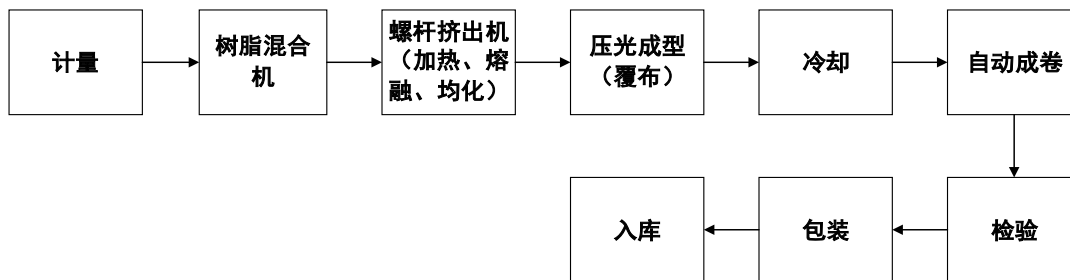 计量
树脂混合
机
螺杆挤出机
（加热、熔
融、均化）
压光成型
（覆布）
冷却
自动成卷
检验
包装
入库